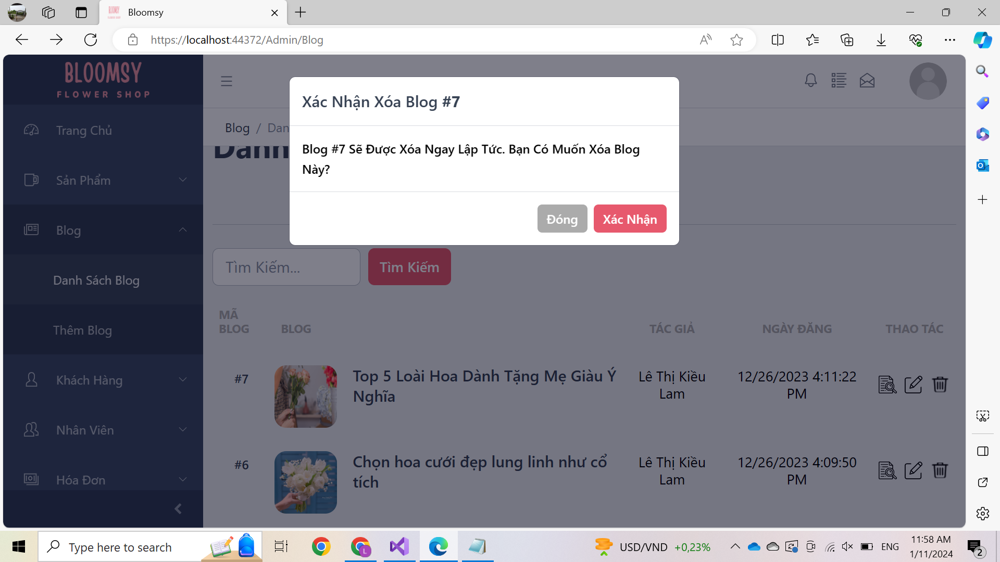 Bloomsy
https://localhost:44372/Admin/Blog
BLOOMSY
FLOWER SHOP
Trang Chủ
Sản Phẩm
Blog
Danh Sách Blog
Thêm Blog
Khách Hàng
Nhân Viên
Hóa Đơn
Blog / Dan
Danh
Xác Nhận Xóa Blog #7
Blog #7 Sẽ Được Xóa Ngay Lập Tức. Bạn Có Muốn Xóa Blog
Này?
Đóng
Xác Nhận
Tìm Kiếm...
Tìm Kiếm
MÃ
BLOG
BLOG
TÁC GIẢ
NGÀY ĐĂNG
THAO TÁC
#7
Top 5 Loài Hoa Dành Tặng Mẹ Giàu Ý
Nghĩa
Lê Thị Kiều
Lam
12/26/2023 4:11:22
PM
#6
Chọn hoa cưới đẹp lung linh như cổ
tích
Lê Thị Kiều
Lam
12/26/2023 4:09:50
PM
Type here to search
L
USD/VND +0,23%
ENG
11:58 AM
1/11/2024
2